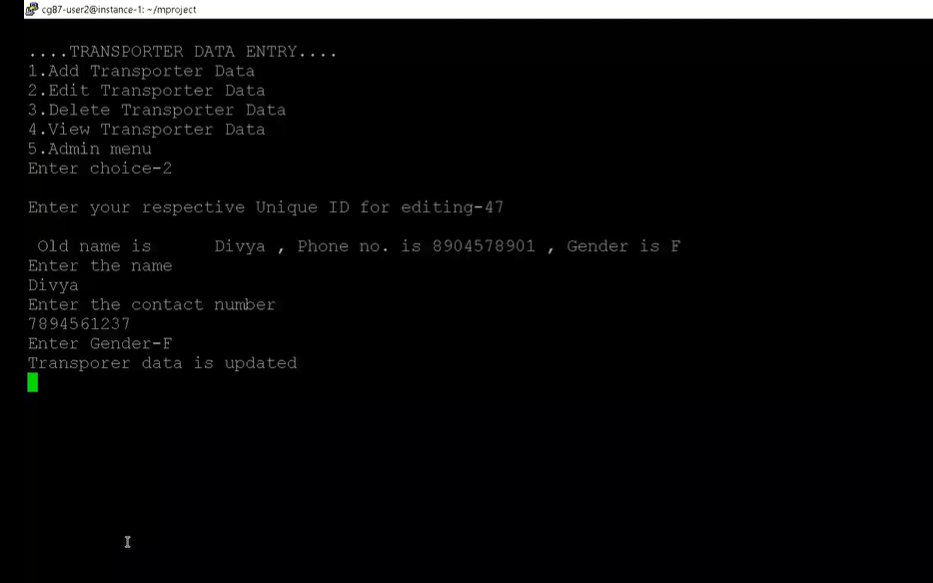 cg87-user2@instance-1: ~/mproject
....TRANSPORTER DATA ENTRY....
1.Add Transporter Data
2.Edit Transporter Data
3.Delete Transporter Data
4.View Transporter Data
5.Admin menu
Enter choice-2
Enter your respective Unique ID for editing-47
Old name is Divya , Phone no. is 8904578901 , Gender is F
Enter the name
Divya
Enter the contact number
7894561237
Enter Gender-F
Transporer data is updated